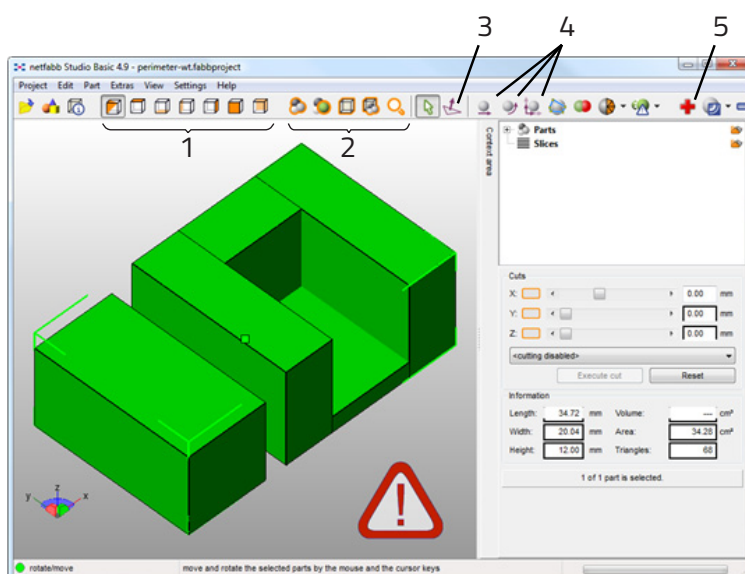 3 4 5
netfabb Studio Basic 4.9 - perimeter-wt.fabbproject
Project Edit Part Extras View Settings Help
1 2
Context area
Parts
Slices
Cuts
X: 0.00 mm
Y: 0.00 mm
Z: 0.00 mm
<cutting disabled>
Execute cut Reset
Information
Length: 34.72 mm Volume: --- cm³
Width: 20.04 mm Area: 34.28 cm²
Height: 12.00 mm Triangles: 68
1 of 1 part is selected.
z
y x
!
rotate/move move and rotate the selected parts by the mouse and the cursor keys